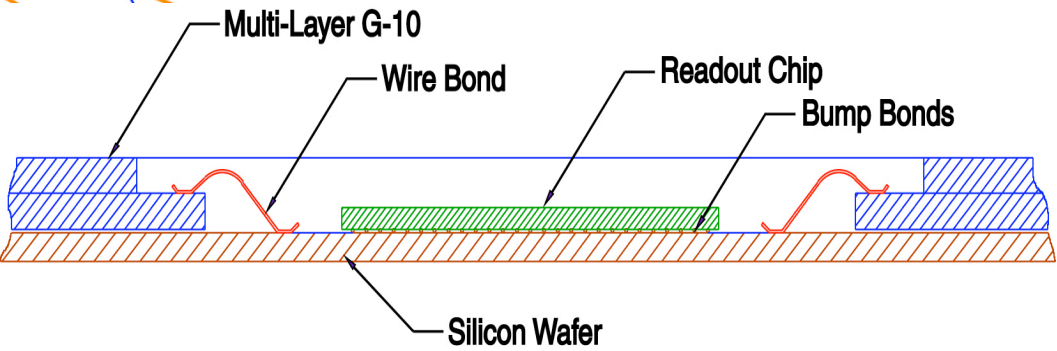 Multi-Layer G-10
Wire Bond
Readout Chip
Bump Bonds
Silicon Wafer